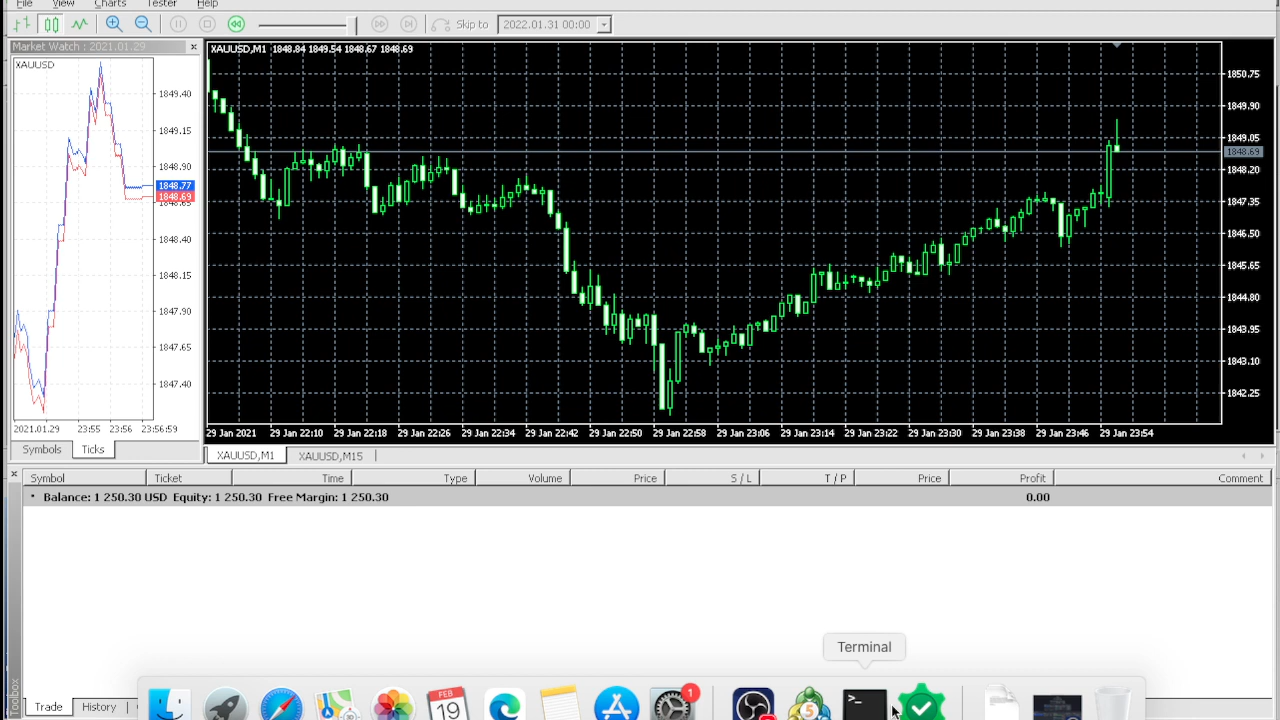 File View Charts Tester Help
Skip to 2022.01.31 00:00
Market Watch : 2021.01.29
XAUUSD
1849.40
1849.15
1848.90
1848.77
1848.69
1848.65
1848.40
1848.15
1847.90
1847.65
1847.40
2021.01.29 23:55 23:56 23:56:59
Symbols Ticks
XAUUSD,M1 1848.84 1849.54 1848.67 1848.69
1850.75
1849.90
1849.05
1848.69
1848.20
1847.35
1846.50
1845.65
1844.80
1843.95
1843.10
1842.25
29 Jan 2021 29 Jan 22:10 29 Jan 22:18 29 Jan 22:26 29 Jan 22:34 29 Jan 22:42 29 Jan 22:50 29 Jan 22:58 29 Jan 23:06 29 Jan 23:14 29 Jan 23:22 29 Jan 23:30 29 Jan 23:38 29 Jan 23:46 29 Jan 23:54
XAUUSD,M1 XAUUSD,M15
Symbol Ticket Time Type Volume Price S / L T / P Price Profit Comment
Balance: 1 250.30 USD Equity: 1 250.30 Free Margin: 1 250.30 0.00
Terminal
Toolbox
Trade History
FEB
19
1
5
>_